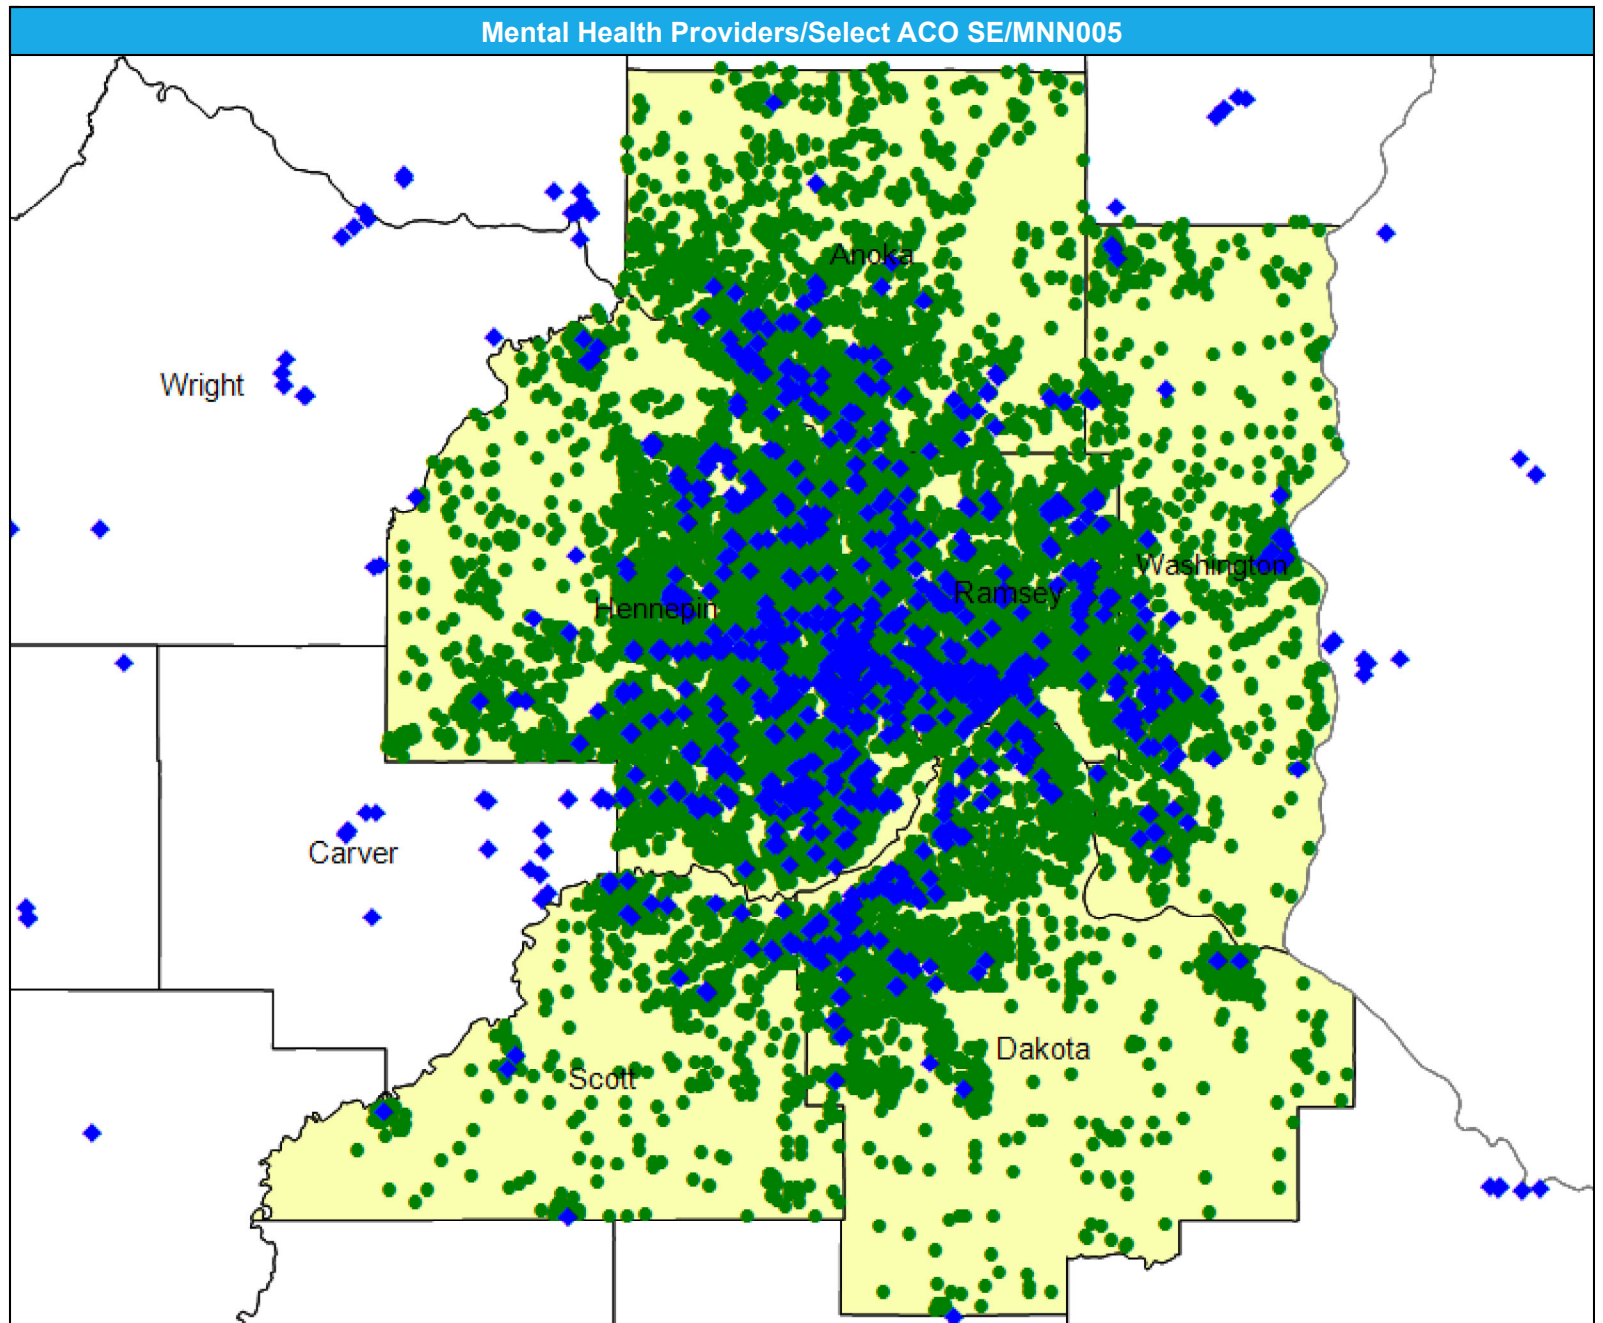 Mental Health Providers/Select ACO SE/MNN005
Anoka
Wright
Washington
Ramsey
Hennepin
Carver
Dakota
Scott